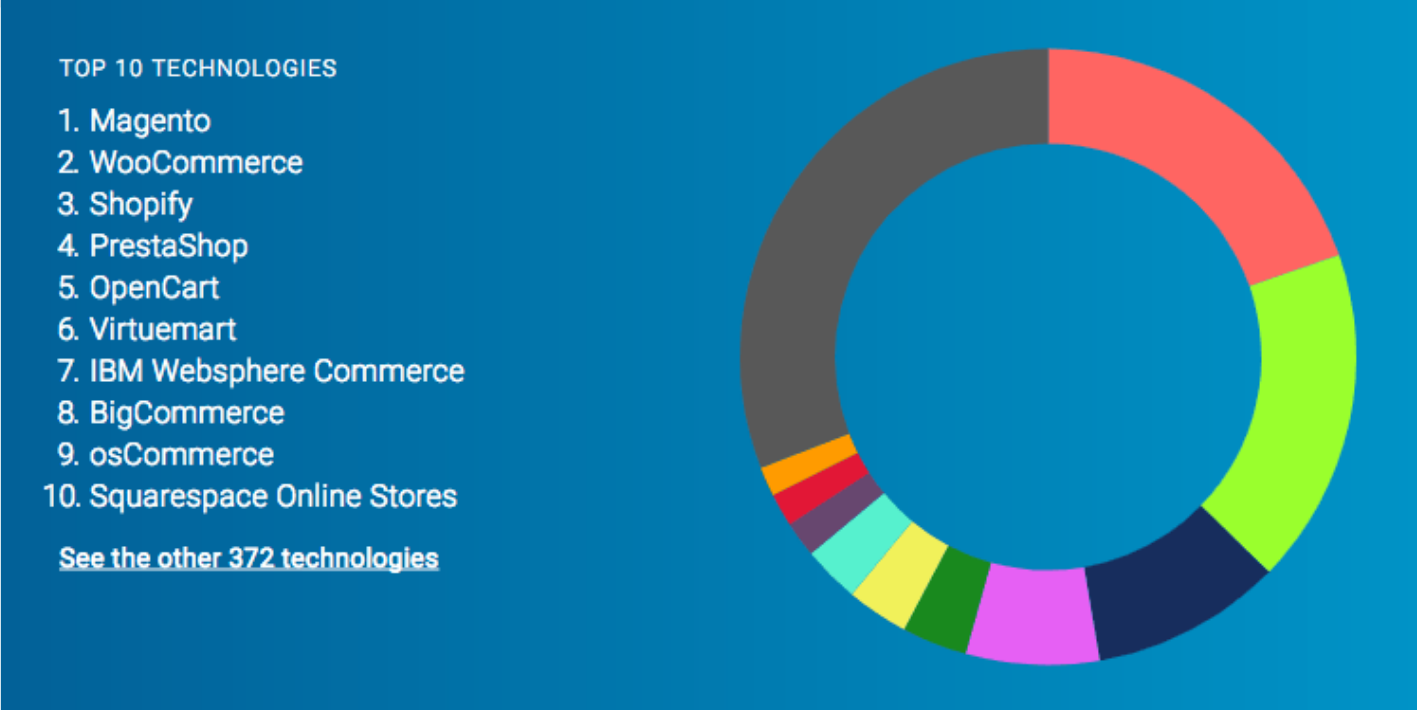 TOP 10 TECHNOLOGIES
1. Magento
2. WooCommerce
3. Shopify
4. PrestaShop
5. OpenCart
6. Virtuemart
7. IBM Websphere Commerce
8. BigCommerce
9. osCommerce
10. Squarespace Online Stores
See the other 372 technologies